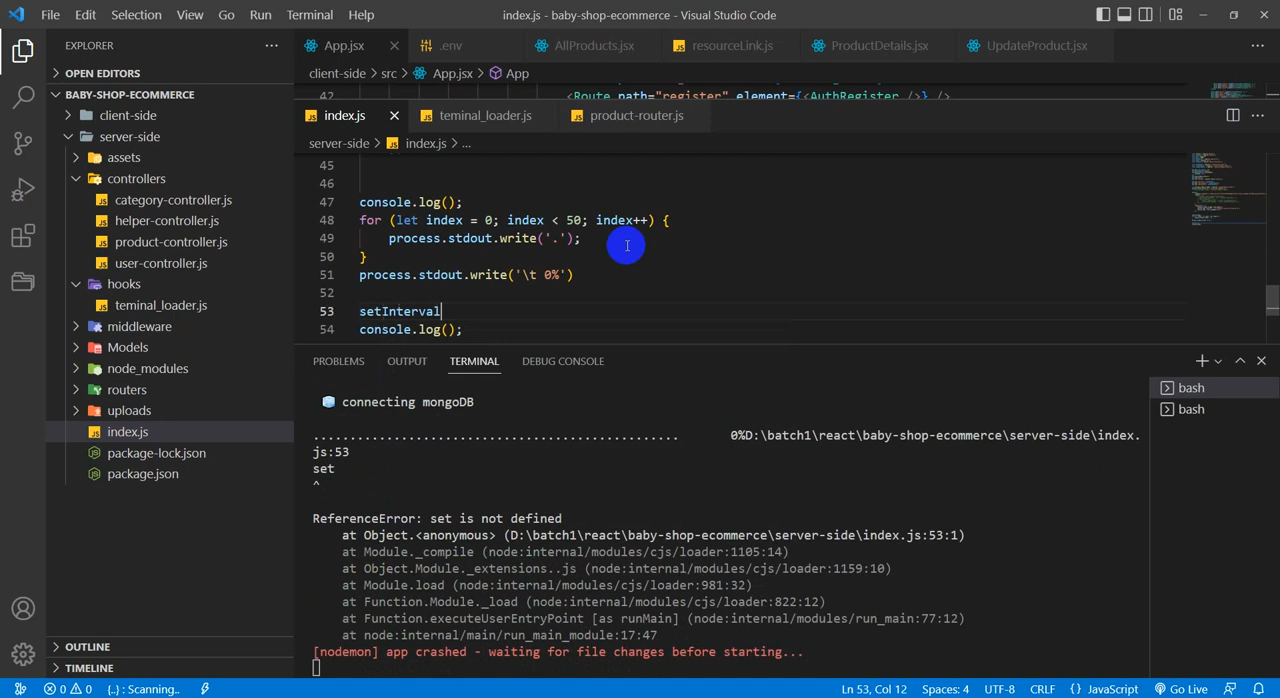 File Edit Selection View Go Run Terminal Help index.js - baby-shop-ecommerce - Visual Studio Code
EXPLORER ...
OPEN EDITORS
BABY-SHOP-ECOMMERCE
client-side
server-side
assets
controllers
category-controller.js
helper-controller.js
product-controller.js
user-controller.js
hooks
teminal_loader.js
middleware
Models
node_modules
routers
uploads
index.js
package-lock.json
package.json
OUTLINE
TIMELINE
App.jsx .env AllProducts.jsx resourceLink.js ProductDetails.jsx UpdateProduct.jsx ...
client-side > src > App.jsx > App
42 <Route path="register" element={<AuthRegister />} />
index.js teminal_loader.js product-router.js ...
server-side > index.js > ...
45
46
47 console.log();
48 for (let index = 0; index < 50; index++) {
49 process.stdout.write('.');
50 }
51 process.stdout.write('\t 0%')
52
53 setInterval
54 console.log();
PROBLEMS OUTPUT TERMINAL DEBUG CONSOLE
bash
bash
connecting mongoDB
.................................................. 0%D:\batch1\react\baby-shop-ecommerce\server-side\index.
js:53
set
^
ReferenceError: set is not defined
at Object.<anonymous> (D:\batch1\react\baby-shop-ecommerce\server-side\index.js:53:1)
at Module._compile (node:internal/modules/cjs/loader:1105:14)
at Object.Module._extensions..js (node:internal/modules/cjs/loader:1159:10)
at Module.load (node:internal/modules/cjs/loader:981:32)
at Function.Module._load (node:internal/modules/cjs/loader:822:12)
at Function.executeUserEntryPoint [as runMain] (node:internal/modules/run_main:77:12)
at node:internal/main/run_main_module:17:47
[nodemon] app crashed - waiting for file changes before starting...
0 0 {..} : Scanning.. Ln 53, Col 12 Spaces: 4 UTF-8 CRLF {} JavaScript Go Live